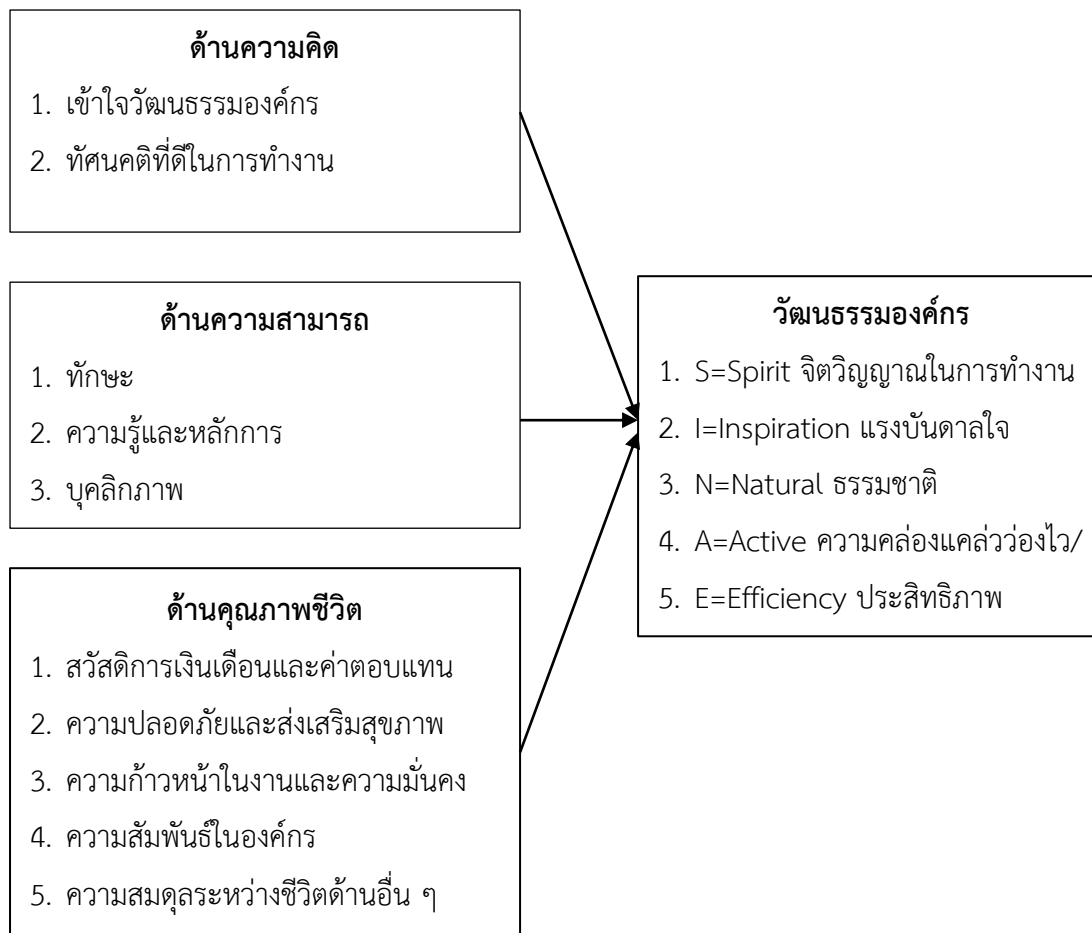 ด้านความคิด
1. เข้าใจวัฒนธรรมองค์กร
2. ทัศนคติที่ดีในการทำงาน
ด้านความสามารถ
1. ทักษะ
2. ความรู้และหลักการ
3. บุคลิกภาพ
ด้านคุณภาพชีวิต
1. สวัสดิการเงินเดือนและค่าตอบแทน
2. ความปลอดภัยและส่งเสริมสุขภาพ
3. ความก้าวหน้าในงานและความมั่นคง
4. ความสัมพันธ์ในองค์กร
5. ความสมดุลระหว่างชีวิตด้านอื่น ๆ
วัฒนธรรมองค์กร
1. S=Spirit จิตวิญญาณในการทำงาน
2. I=Inspiration แรงบันดาลใจ
3. N=Natural ธรรมชาติ
4. A=Active ความคล่องแคล่วว่องไว/
5. E=Efficiency ประสิทธิภาพ